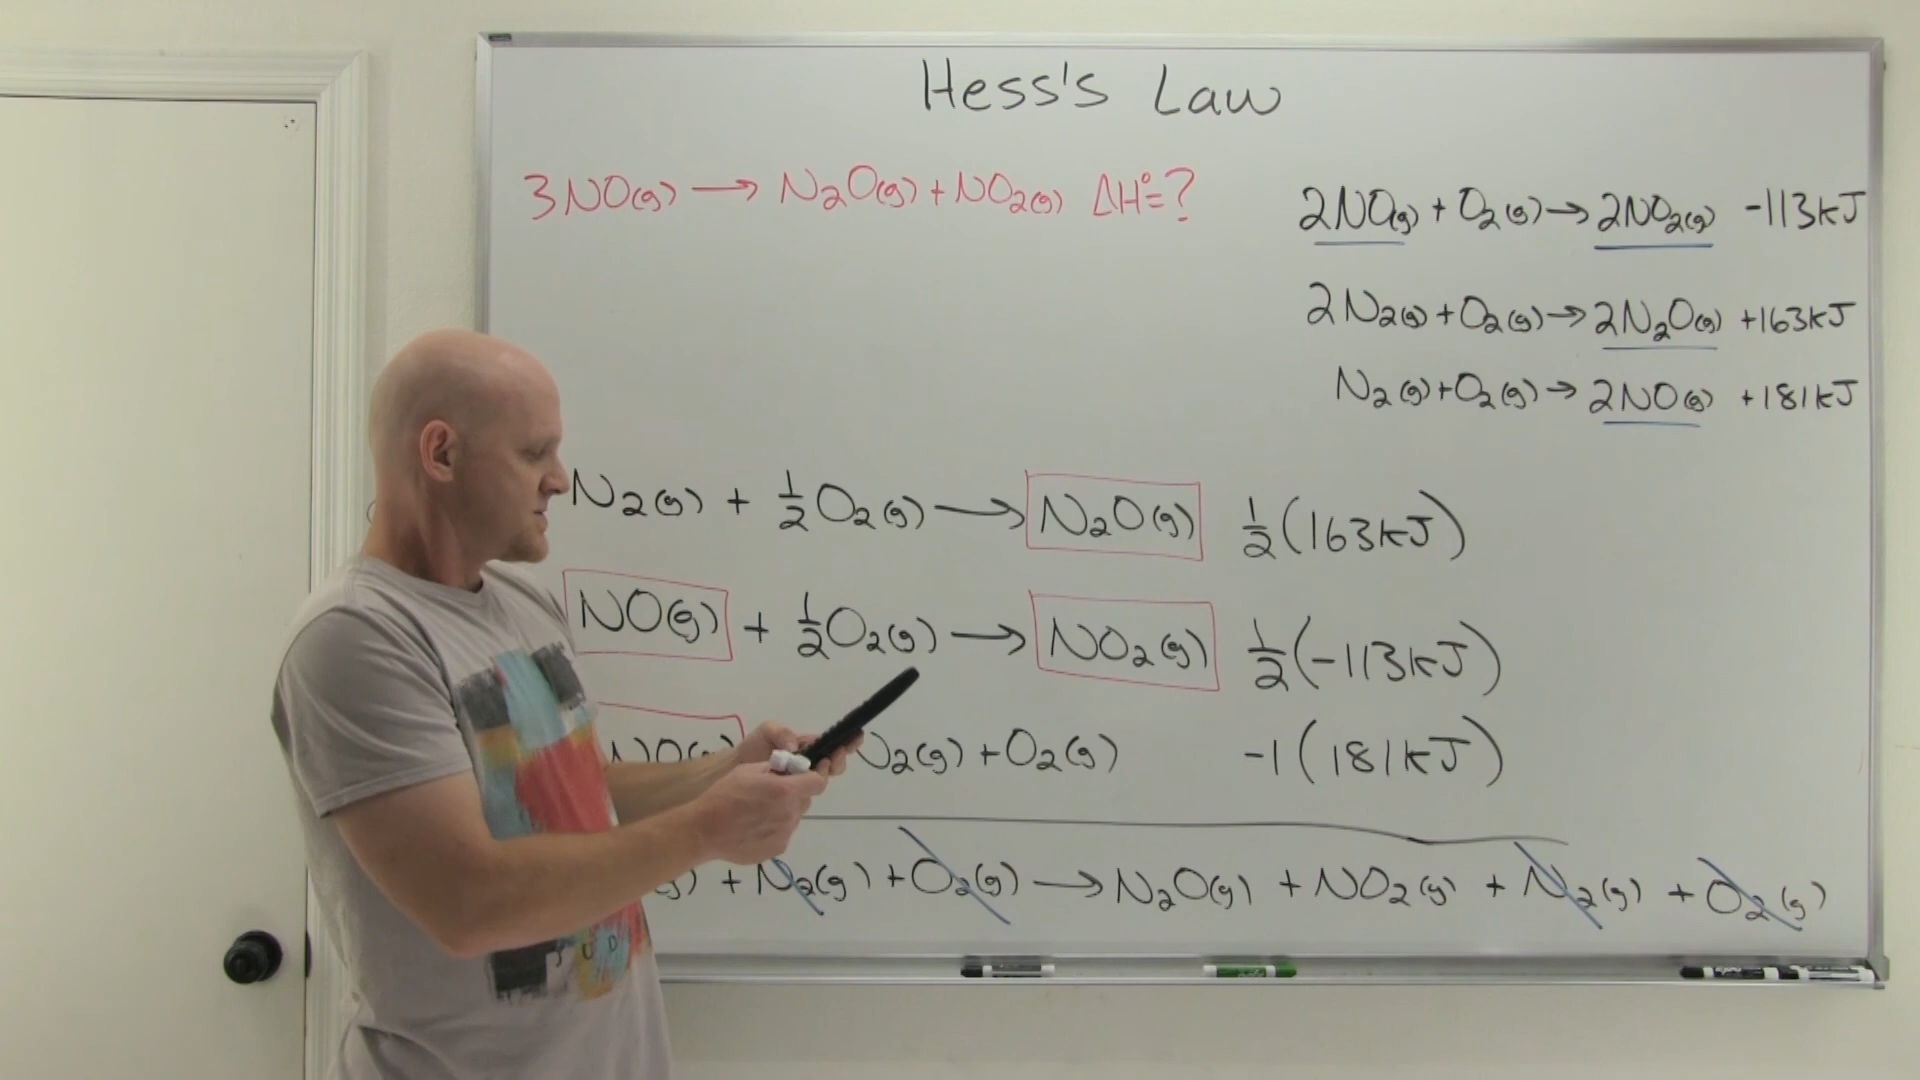 Hess's Law
3NO(g) → N₂O(g) + NO₂(g) ΔH°=?
2NO(g) + O₂(g) → 2NO₂(g) -113kJ
2N₂(g) + O₂(g) → 2N₂O(g) +163kJ
N₂(g) + O₂(g) → 2NO(g) +181kJ
N₂(g) + ½O₂(g) → N₂O(g) ½(163kJ)
NO(g) + ½O₂(g) → NO₂(g) ½(-113kJ)
NO(g) N₂(g) + O₂(g) -1(181kJ)
(g) + N₂(g) + O₂(g) → N₂O(g) + NO₂(g) + N₂(g) + O₂(g)